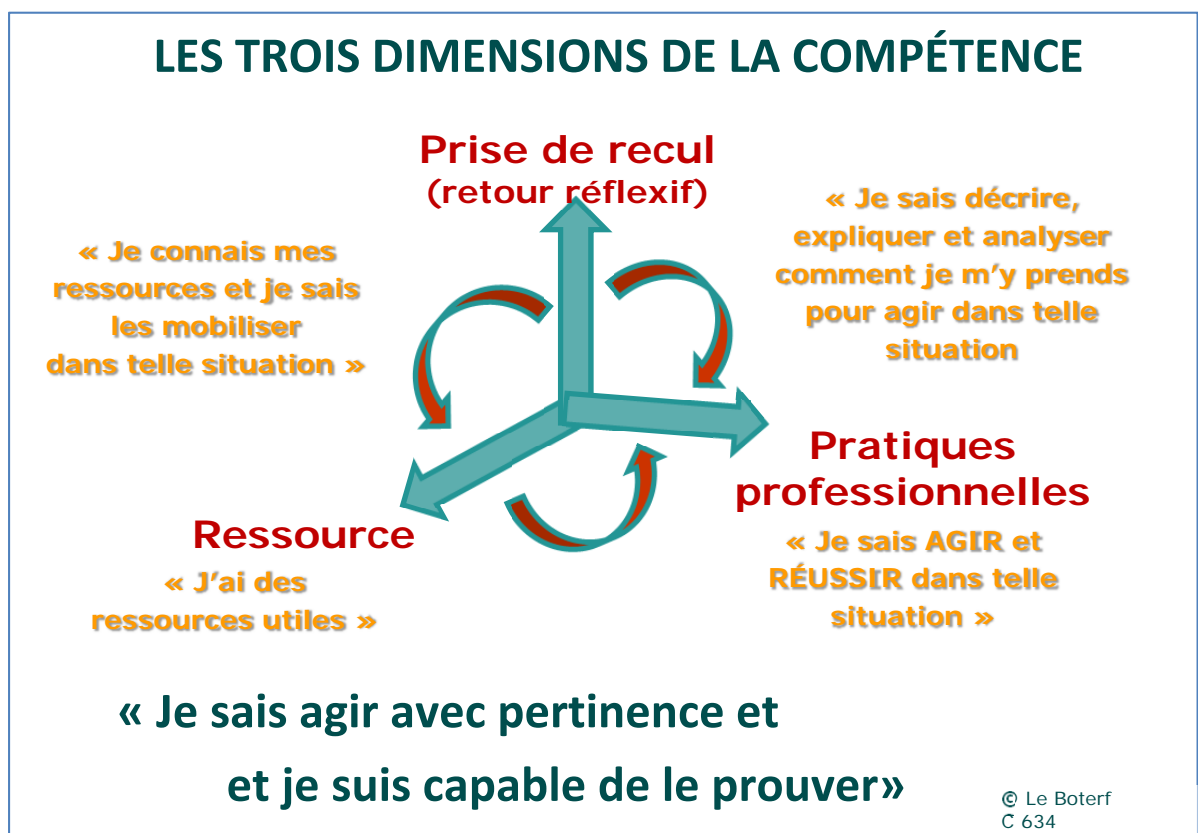 LES TROIS DIMENSIONS DE LA COMPÉTENCE
Prise de recul
(retour réflexif)
« Je connais mes
ressources et je sais
les mobiliser
dans telle situation »
« Je sais décrire,
expliquer et analyser
comment je m’y prends
pour agir dans telle
situation
Ressource
« J’ai des
ressources utiles »
Pratiques
professionnelles
« Je sais AGIR et
RÉUSSIR dans telle
situation »
« Je sais agir avec pertinence et
et je suis capable de le prouver»
© Le Boterf
C 634